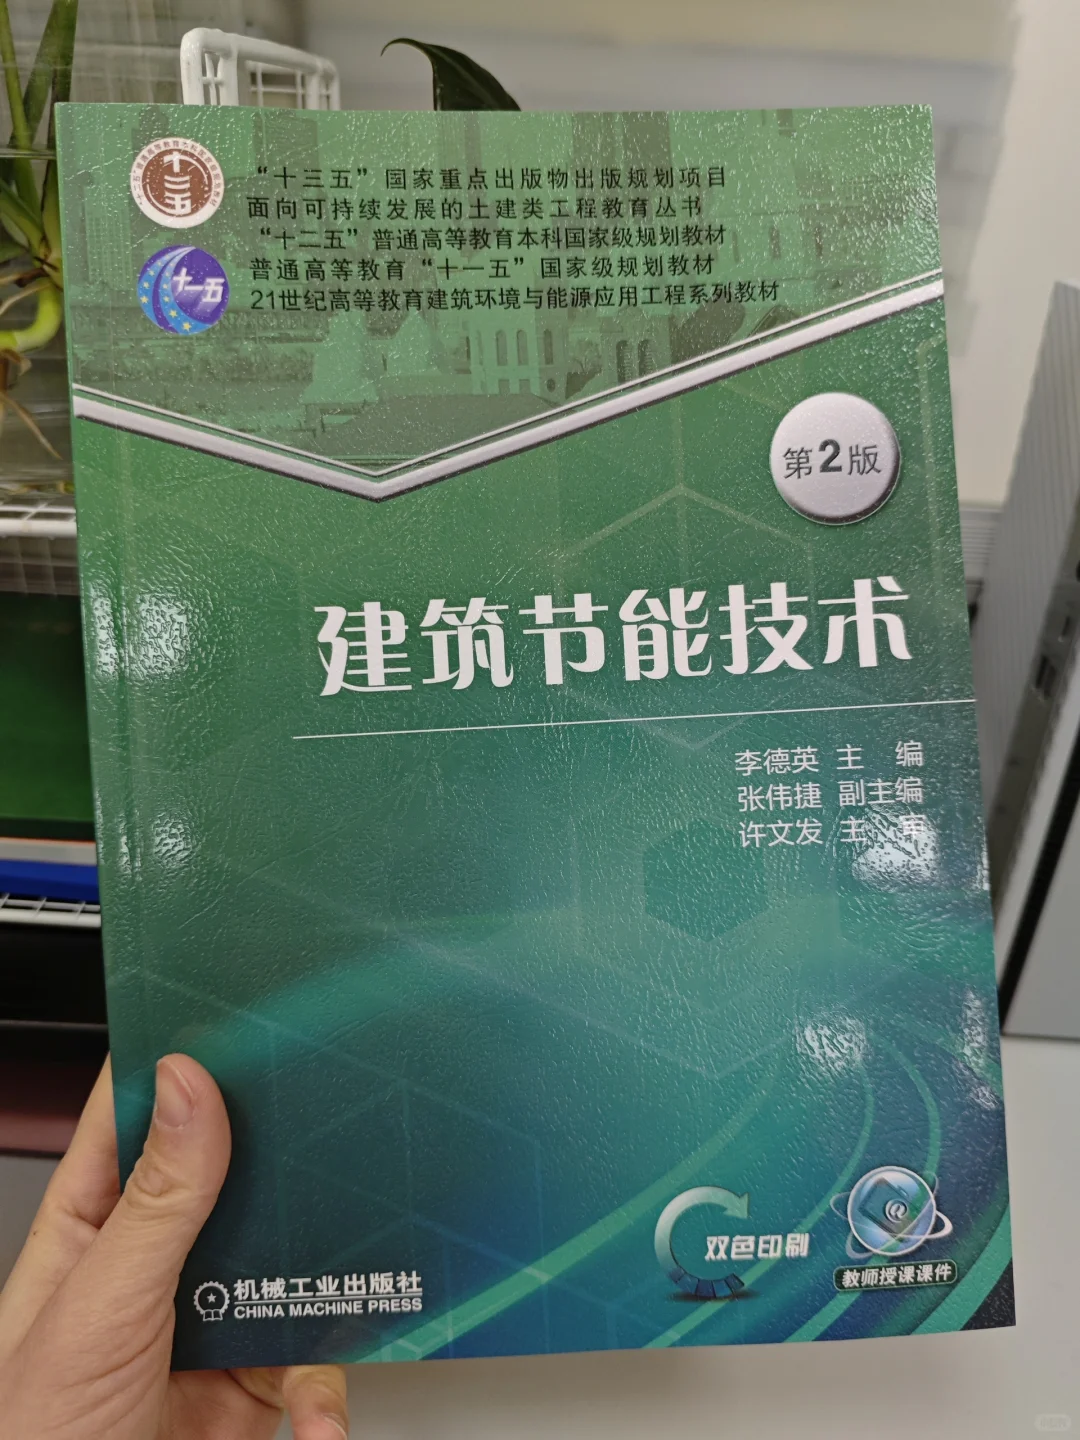 “十三五”国家重点出版物出版规划项目
面向可持续发展的土建类工程教育丛书
“十二五”普通高等教育本科国家级规划教材
普通高等教育“十一五”国家级规划教材
21世纪高等教育建筑环境与能源应用工程系列教材
十二五
十一五
第2版
建筑节能技术
李德英 主 编
张伟捷 副主编
许文发 主 审
双色印刷
@
教师授课课件
机械工业出版社
CHINA MACHINE PRESS